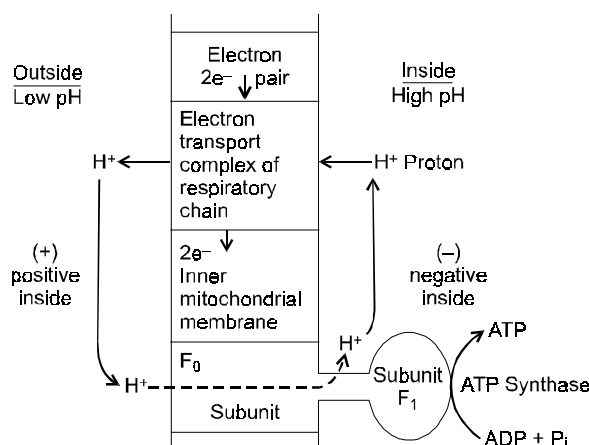 Electron
2e– pair
Outside
Low pH
Inside
High pH
Electron
transport
complex of
respiratory
chain
H+
H+ Proton
(+)
positive
inside
2e–
Inner
mitochondrial
membrane
(–)
negative
inside
F0
H+
H+
Subunit
Subunit
F1
ATP
ATP Synthase
ADP + Pi